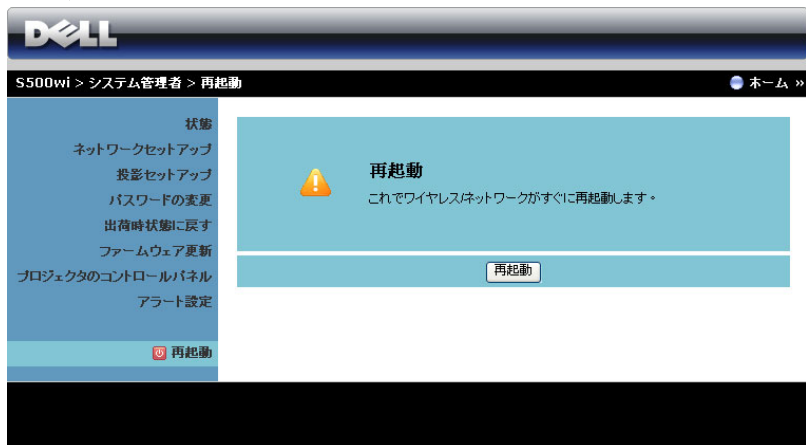 DELL
S500wi > システム管理者 > 再起動
ホーム »
状態
ネットワークセットアップ
投影セットアップ
パスワードの変更
出荷時状態に戻す
ファームウェア更新
プロジェクタのコントロールパネル
アラート設定
再起動
再起動
これでワイヤレス/ネットワークがすぐに再起動します。
再起動